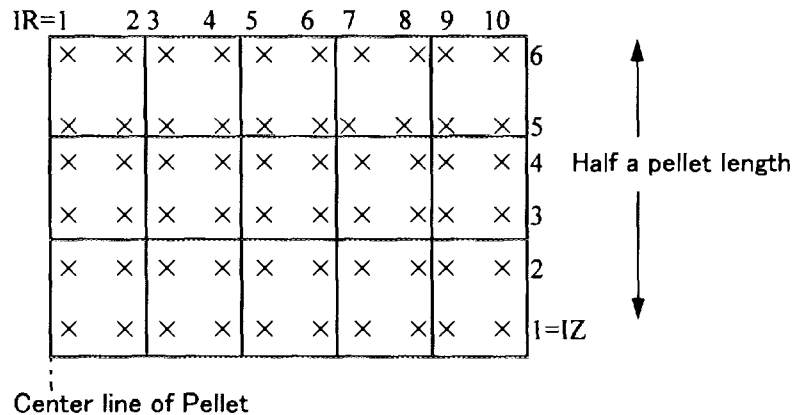 IR=1 2 3 4 5 6 7 8 9 10
6
5
4
3
2
1=IZ
Half a pellet length
Center line of Pellet